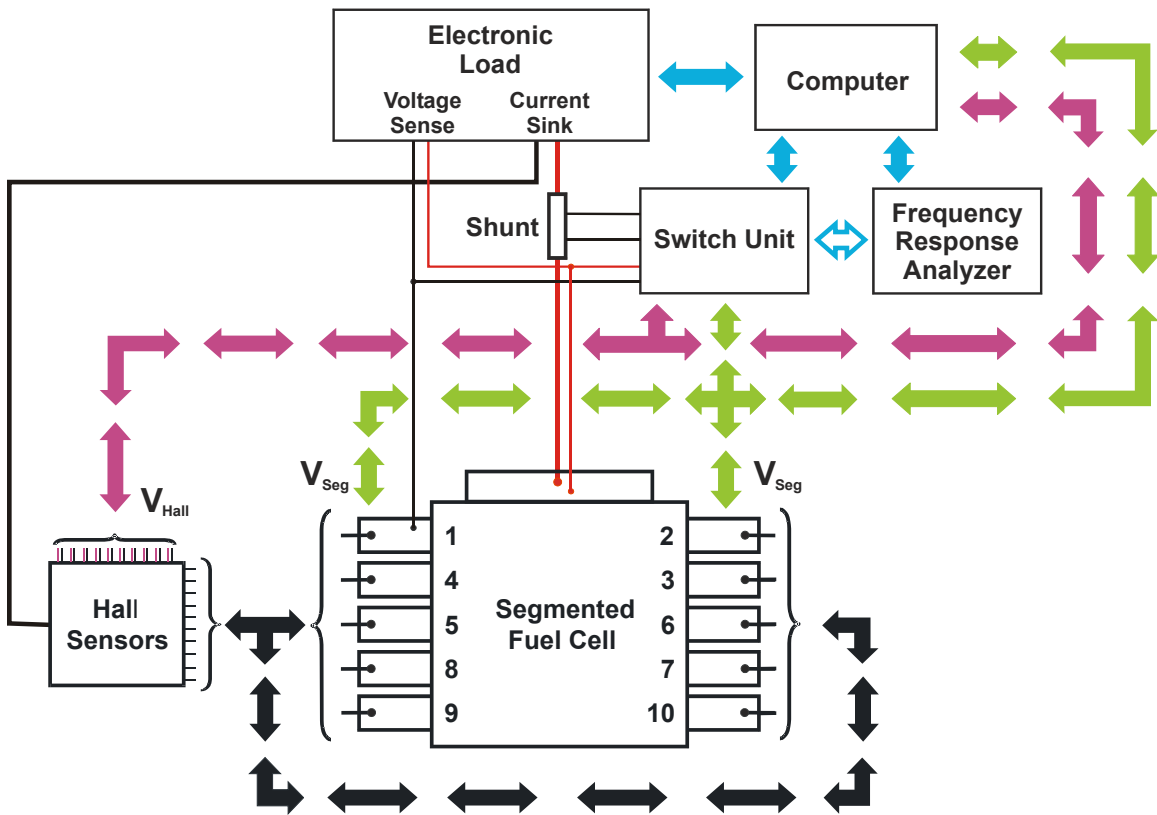 Electronic
Load
Voltage
Sense
Current
Sink
Computer
Shunt
Switch Unit
Frequency
Response
Analyzer
VSeg
VSeg
VHall
1
2
4
3
5
6
8
7
9
10
Segmented
Fuel Cell
Hall
Sensors